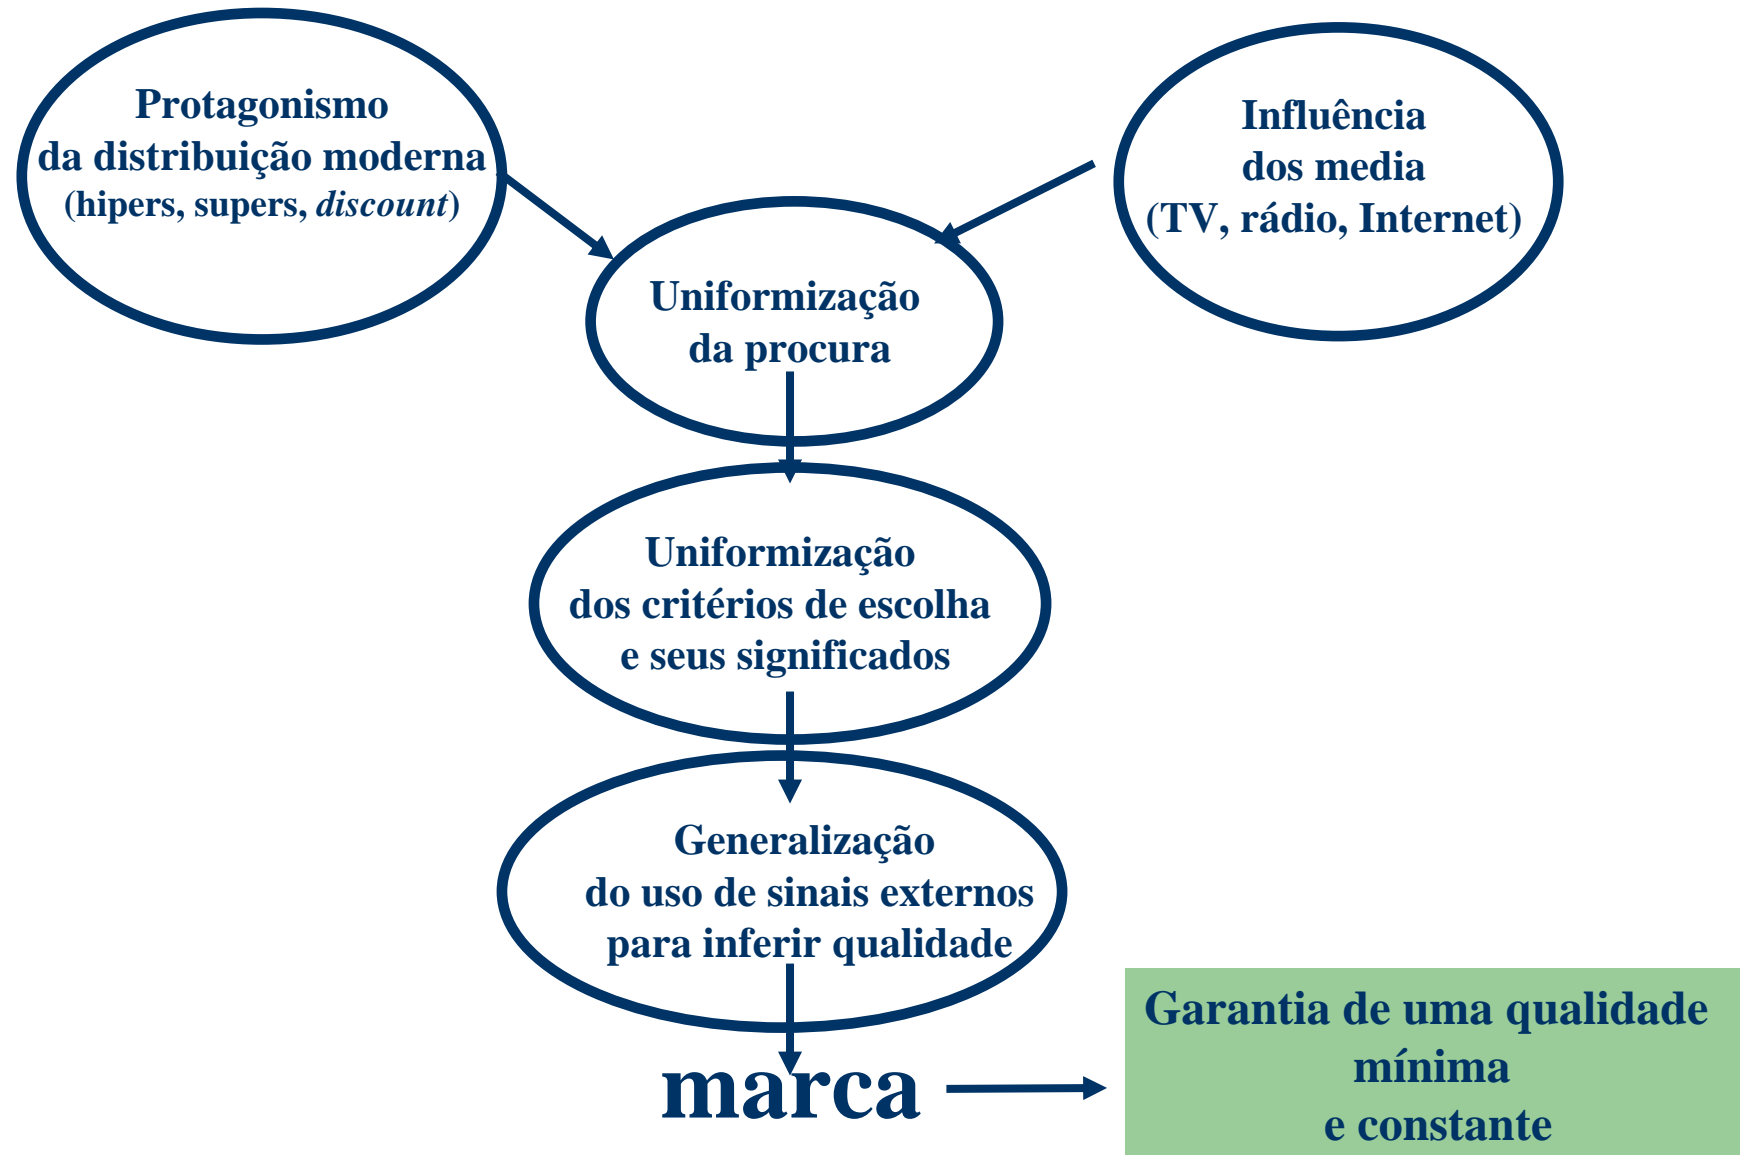 Protagonismo
da distribuição moderna
(hipers, supers, discount)
Influência
dos media
(TV, rádio, Internet)
Uniformização
da procura
Uniformização
dos critérios de escolha
e seus significados
Generalização
do uso de sinais externos
para inferir qualidade
marca
Garantia de uma qualidade
mínima
e constante